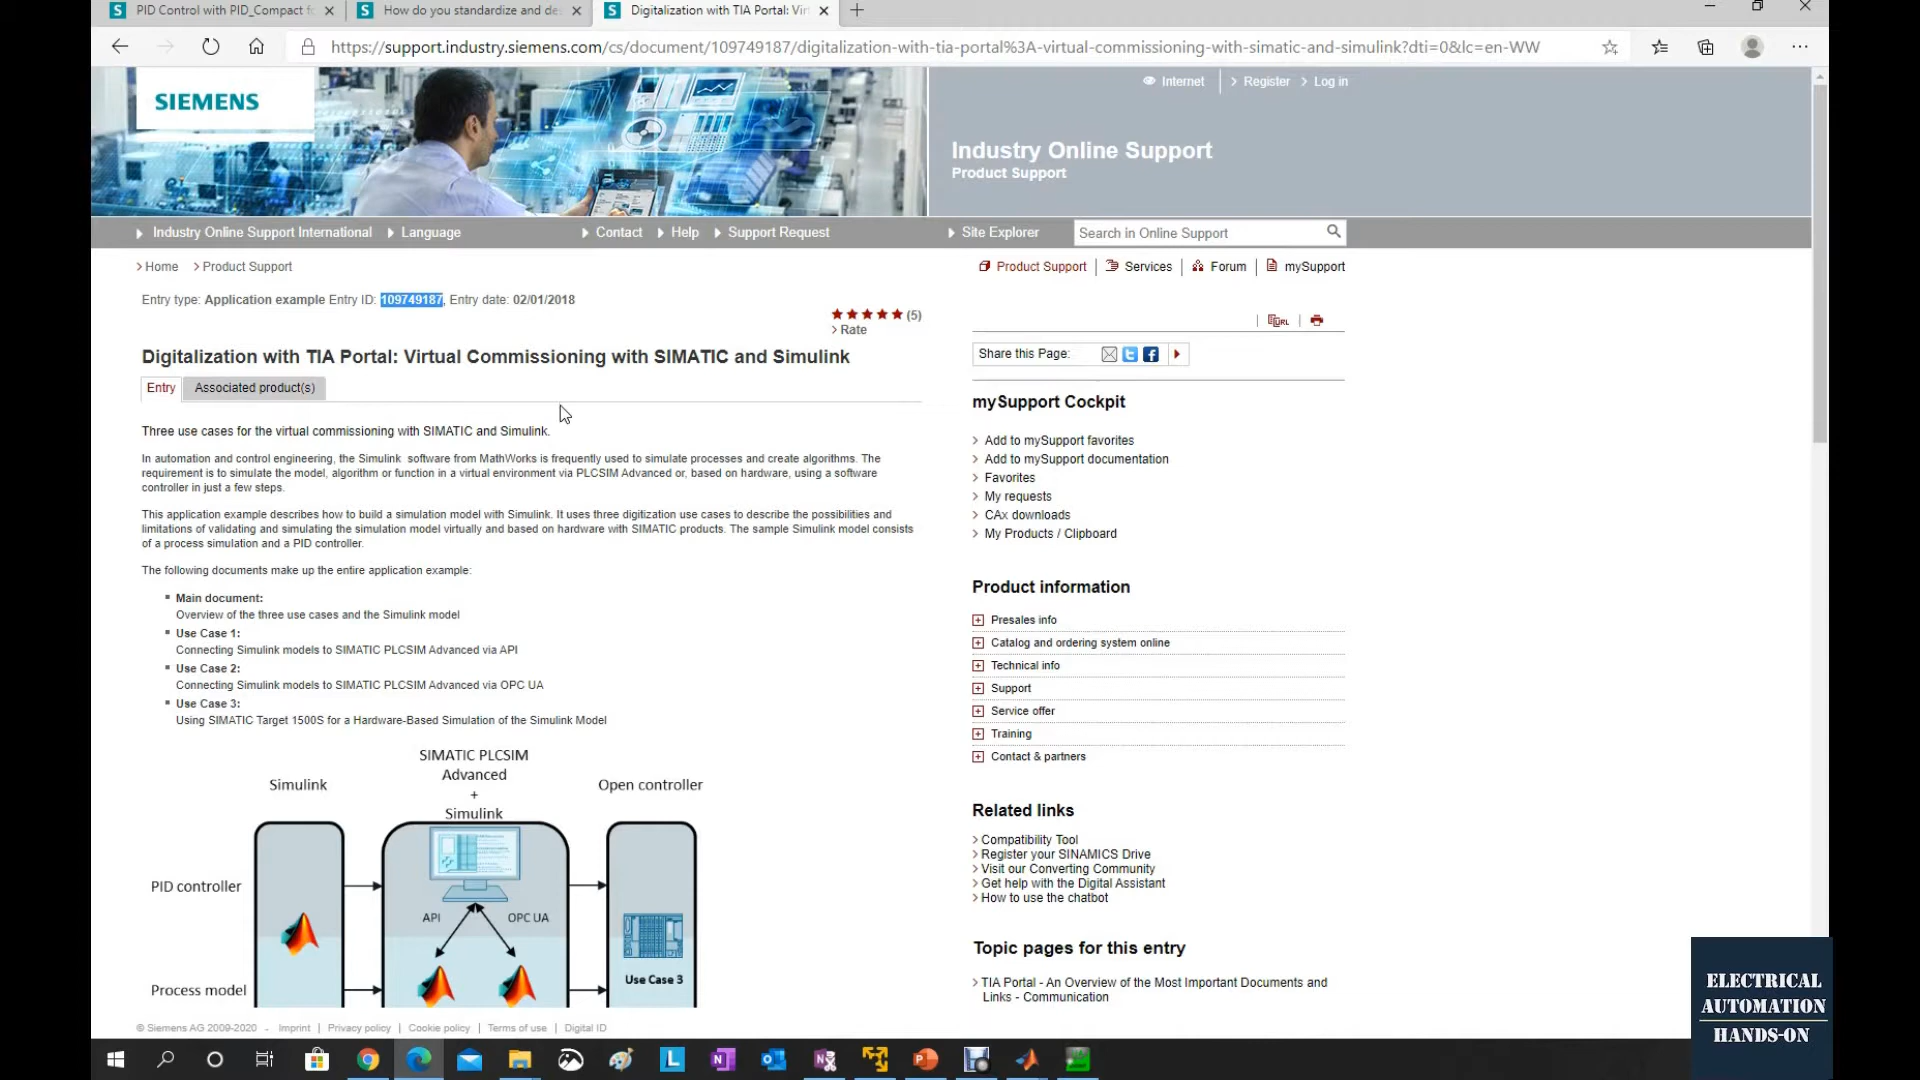 PID Control with PID_Compact fo
How do you standardize and de
Digitalization with TIA Portal: Vir
https://support.industry.siemens.com/cs/document/109749187/digitalization-with-tia-portal%3A-virtual-commissioning-with-simatic-and-simulink?dti=0&lc=en-WW
SIEMENS
Internet Register Log in
Industry Online Support
Product Support
Industry Online Support International Language Contact Help Support Request Site Explorer Search in Online Support
Home Product Support
Product Support Services Forum mySupport
Entry type: Application example Entry ID: 109749187, Entry date: 02/01/2018
(5)
Rate
URL
Share this Page:
Digitalization with TIA Portal: Virtual Commissioning with SIMATIC and Simulink
Entry Associated product(s)
Three use cases for the virtual commissioning with SIMATIC and Simulink.
In automation and control engineering, the Simulink software from MathWorks is frequently used to simulate processes and create algorithms. The
requirement is to simulate the model, algorithm or function in a virtual environment via PLCSIM Advanced or, based on hardware, using a software
controller in just a few steps.
This application example describes how to build a simulation model with Simulink. It uses three digitization use cases to describe the possibilities and
limitations of validating and simulating the simulation model virtually and based on hardware with SIMATIC products. The sample Simulink model consists
of a process simulation and a PID controller.
The following documents make up the entire application example:
Main document:
Overview of the three use cases and the Simulink model
Use Case 1:
Connecting Simulink models to SIMATIC PLCSIM Advanced via API
Use Case 2:
Connecting Simulink models to SIMATIC PLCSIM Advanced via OPC UA
Use Case 3:
Using SIMATIC Target 1500S for a Hardware-Based Simulation of the Simulink Model
Simulink
SIMATIC PLCSIM
Advanced
+
Simulink
Open controller
PID controller
API OPC UA
Use Case 3
Process model
mySupport Cockpit
Add to mySupport favorites
Add to mySupport documentation
Favorites
My requests
CAx downloads
My Products / Clipboard
Product information
Presales info
Catalog and ordering system online
Technical info
Support
Service offer
Training
Contact & partners
Related links
Compatibility Tool
Register your SINAMICS Drive
Visit our Converting Community
Get help with the Digital Assistant
How to use the chatbot
Topic pages for this entry
TIA Portal - An Overview of the Most Important Documents and
Links - Communication
© Siemens AG 2009-2020 - Imprint | Privacy policy | Cookie policy | Terms of use | Digital ID
ELECTRICAL
AUTOMATION
HANDS-ON